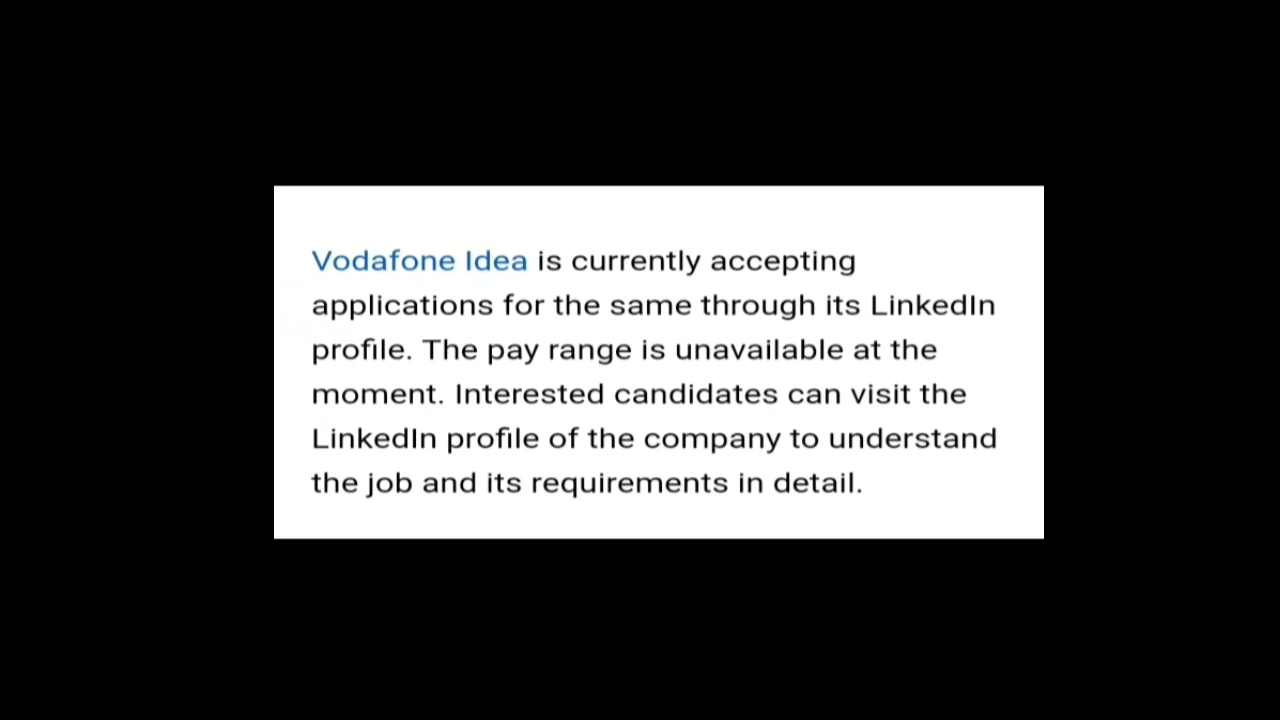 Vodafone Idea is currently accepting
applications for the same through its LinkedIn
profile. The pay range is unavailable at the
moment. Interested candidates can visit the
LinkedIn profile of the company to understand
the job and its requirements in detail.